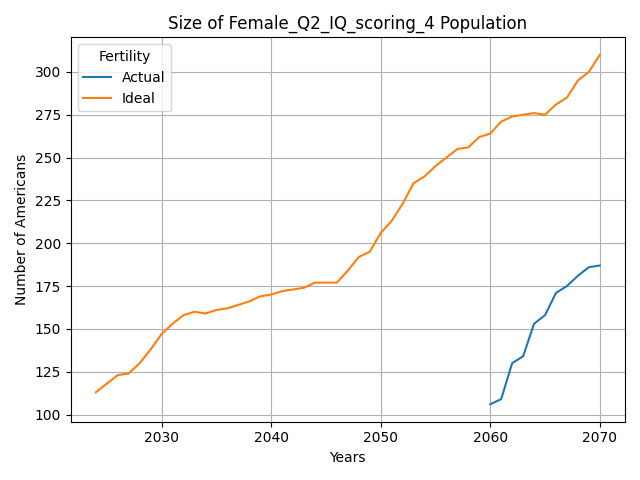 Size of Female_Q2_IQ_scoring_4 Population
Fertility
Actual
Ideal
Number of Americans
300
275
250
225
200
175
150
125
100
2030 2040 2050 2060 2070
Years